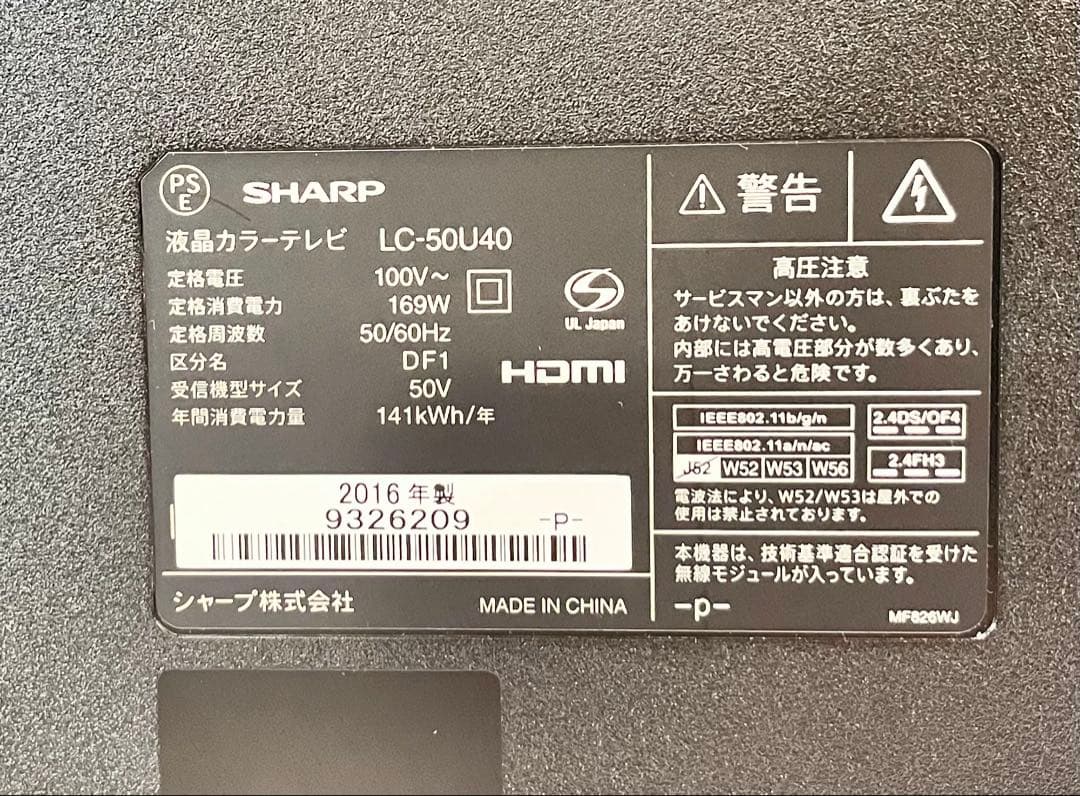 PS
E
SHARP
液晶カラーテレビ LC-50U40
定格電圧 100V～
定格消費電力 169W
定格周波数 50/60Hz
区分名 DF1
受信機型サイズ 50V
年間消費電力量 141kWh/年
UL Japan
HDMI
2016年製
9326209 -P-
シャープ株式会社 MADE IN CHINA
警告
高圧注意
サービスマン以外の方は、裏ぶたを
あけないでください。
内部には高電圧部分が数多くあり、
万一さわると危険です。
IEEE802.11b/g/n
IEEE802.11a/n/ac
J52 W52 W53 W56
2.4DS/OF4
2.4FH3
電波法により、W52/W53は屋外での
使用は禁止されております。
本機器は、技術基準適合認証を受けた
無線モジュールが入っています。
-p-
MF826WJ